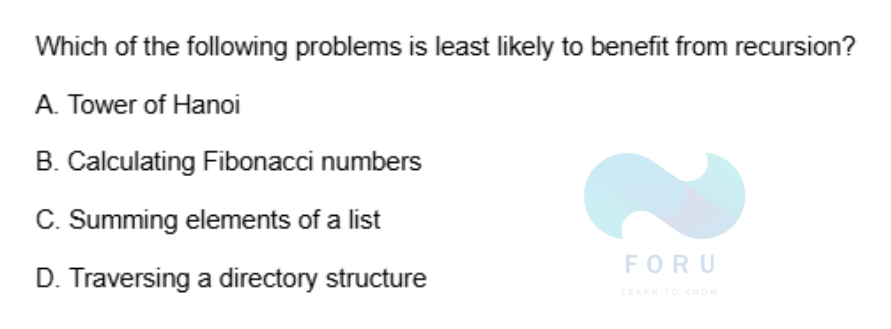 Which of the following problems is least likely to benefit from recursion?
A. Tower of Hanoi
B. Calculating Fibonacci numbers
C. Summing elements of a list
D. Traversing a directory structure
FORU
LEARN TO KNOW